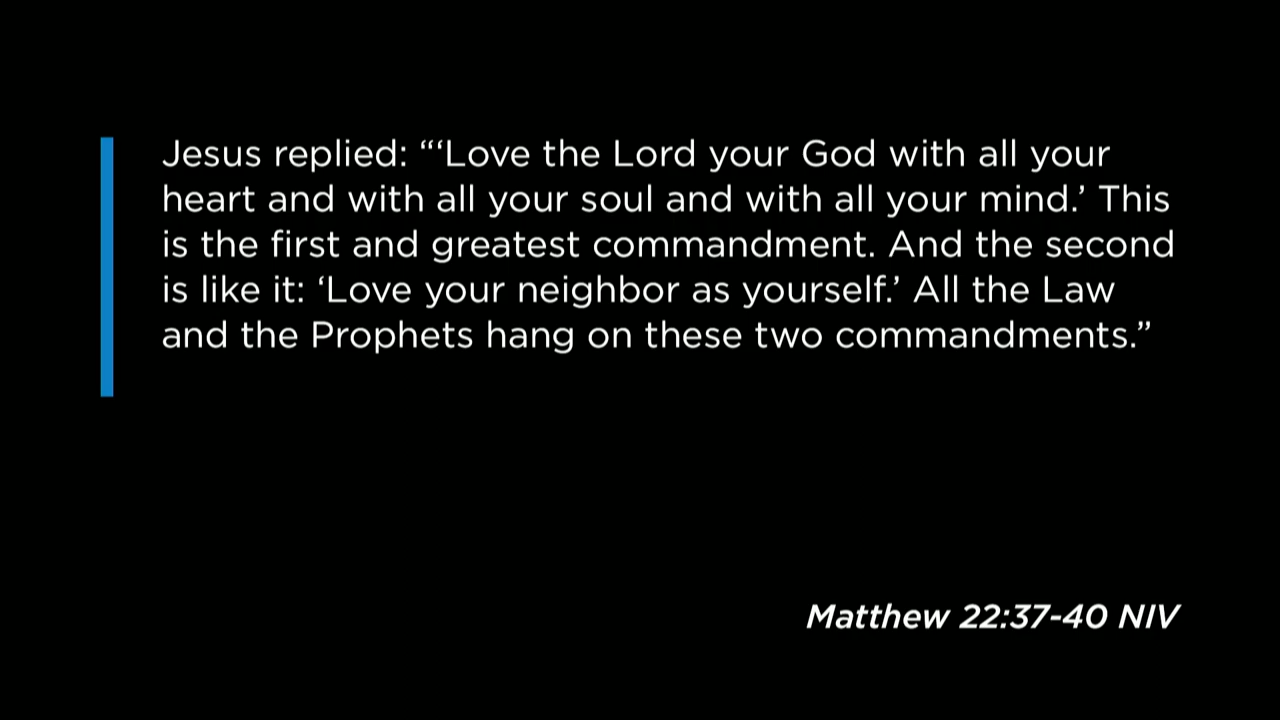 Jesus replied: “‘Love the Lord your God with all your
heart and with all your soul and with all your mind.’ This
is the first and greatest commandment. And the second
is like it: ‘Love your neighbor as yourself.’ All the Law
and the Prophets hang on these two commandments.”
Matthew 22:37-40 NIV